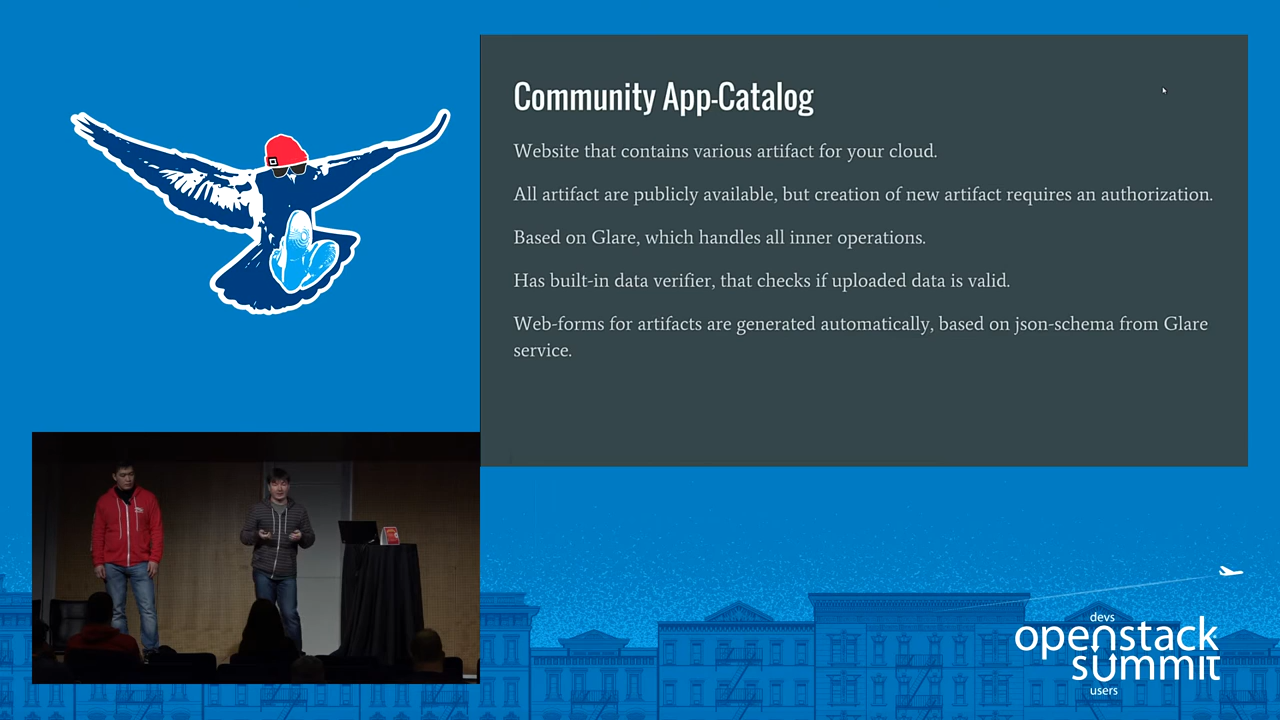 Community App-Catalog
Website that contains various artifact for your cloud.
All artifact are publicly available, but creation of new artifact requires an authorization.
Based on Glare, which handles all inner operations.
Has built-in data verifier, that checks if uploaded data is valid.
Web-forms for artifacts are generated automatically, based on json-schema from Glare
service.
devs
openstack
summit
users